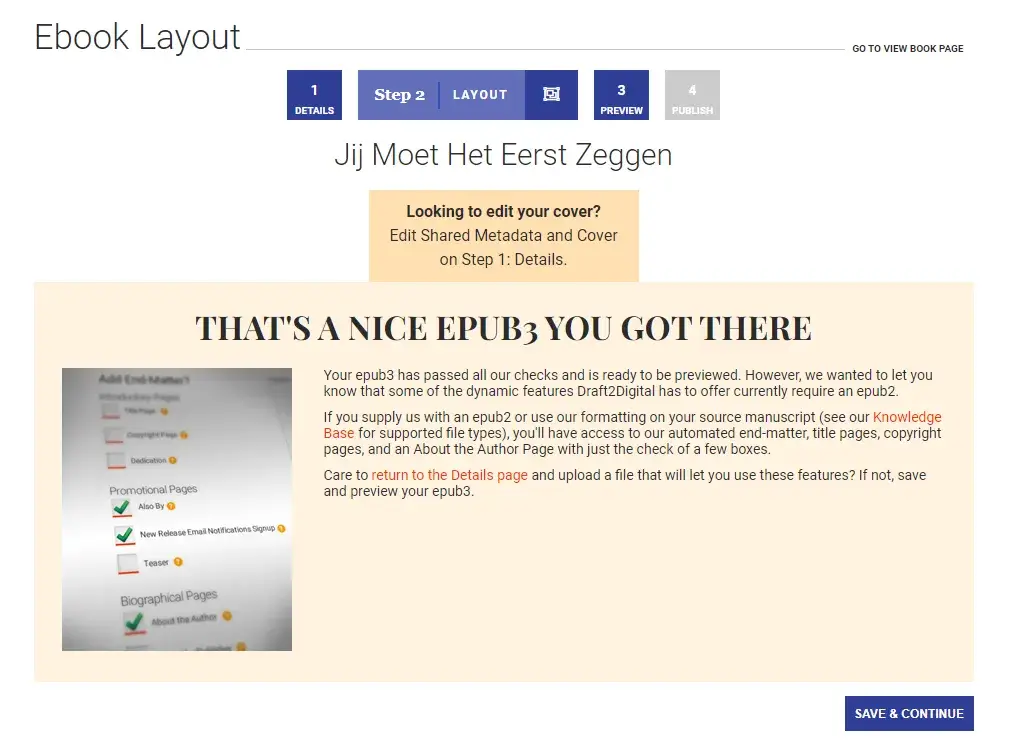 Ebook Layout
GO TO VIEW BOOK PAGE
1
DETAILS
Step 2
LAYOUT
3
PREVIEW
4
PUBLISH
Jij Moet Het Eerst Zeggen
Looking to edit your cover?
Edit Shared Metadata and Cover
on Step 1: Details.
THAT'S A NICE EPUB3 YOU GOT THERE
Add End-Matter?
Introductory Pages
Title Page
Copyright Page
Dedication
Promotional Pages
Also By
New Release Email Notifications Signup
Teaser
Biographical Pages
About the Author
Your epub3 has passed all our checks and is ready to be previewed. However, we wanted to let you
know that some of the dynamic features Draft2Digital has to offer currently require an epub2.
If you supply us with an epub2 or use our formatting on your source manuscript (see our Knowledge
Base for supported file types), you'll have access to our automated end-matter, title pages, copyright
pages, and an About the Author Page with just the check of a few boxes.
Care to return to the Details page and upload a file that will let you use these features? If not, save
and preview your epub3.
SAVE & CONTINUE